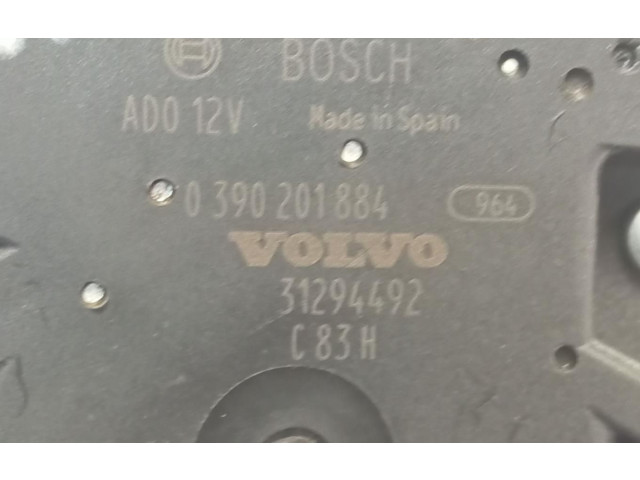 BOSCH
AD0 12V Made in Spain
0 390 201 884 964
VOLVO
31294492
C 83 H